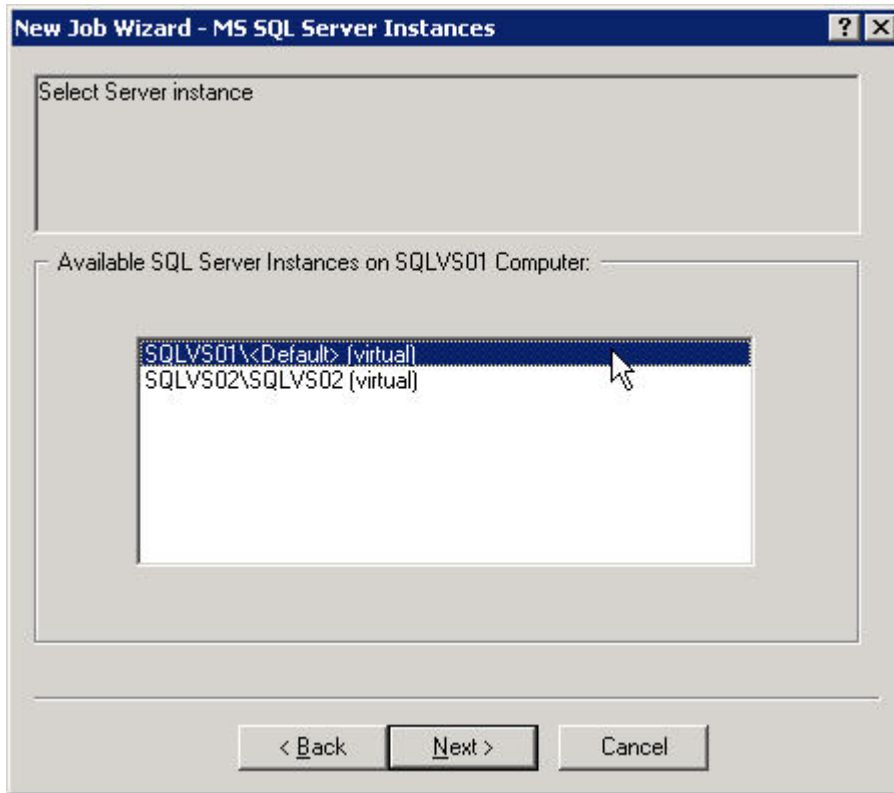 New Job Wizard - MS SQL Server Instances
Select Server instance
Available SQL Server Instances on SQLVS01 Computer:
SQLVS01\<Default> (virtual)
SQLVS02\SQLVS02 (virtual)
< Back Next > Cancel